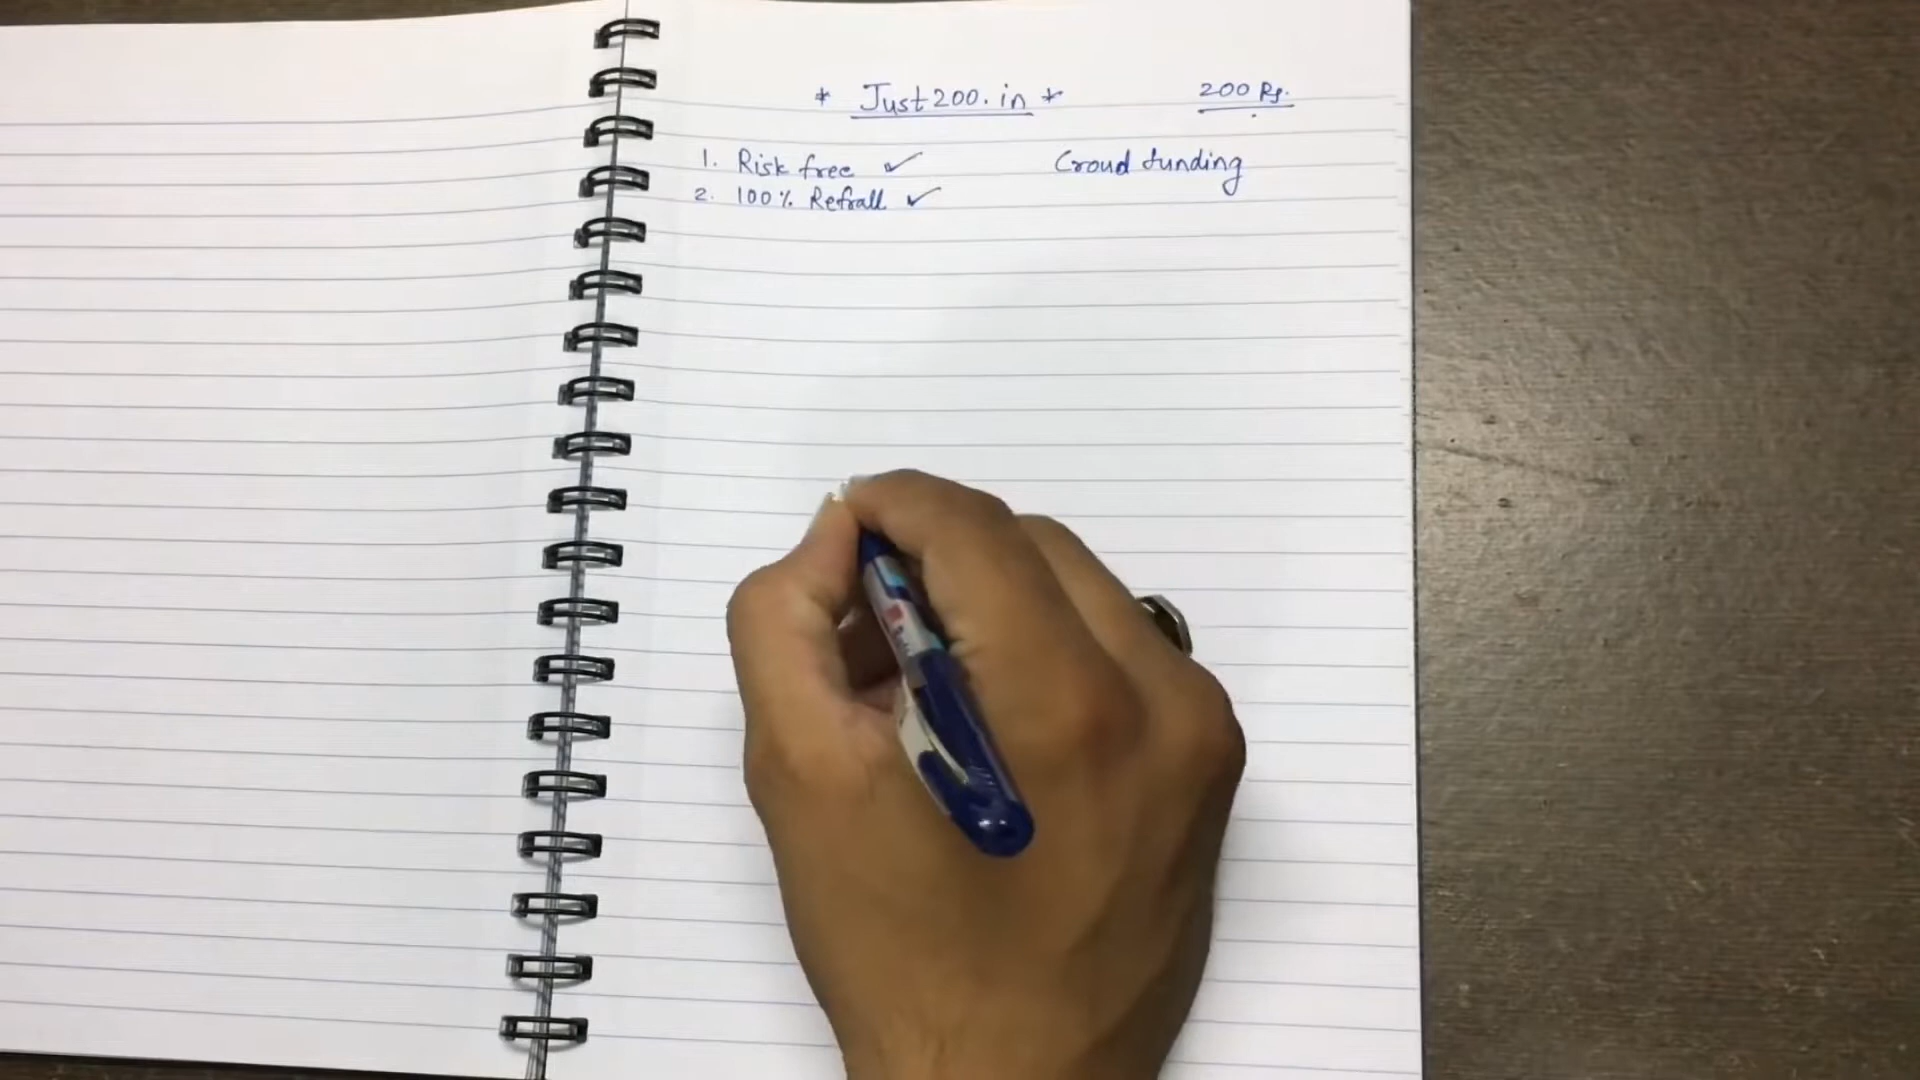 * Just200.in * 200 Rs.
1. Risk free ✓ Croud funding
2. 100% Refrall ✓